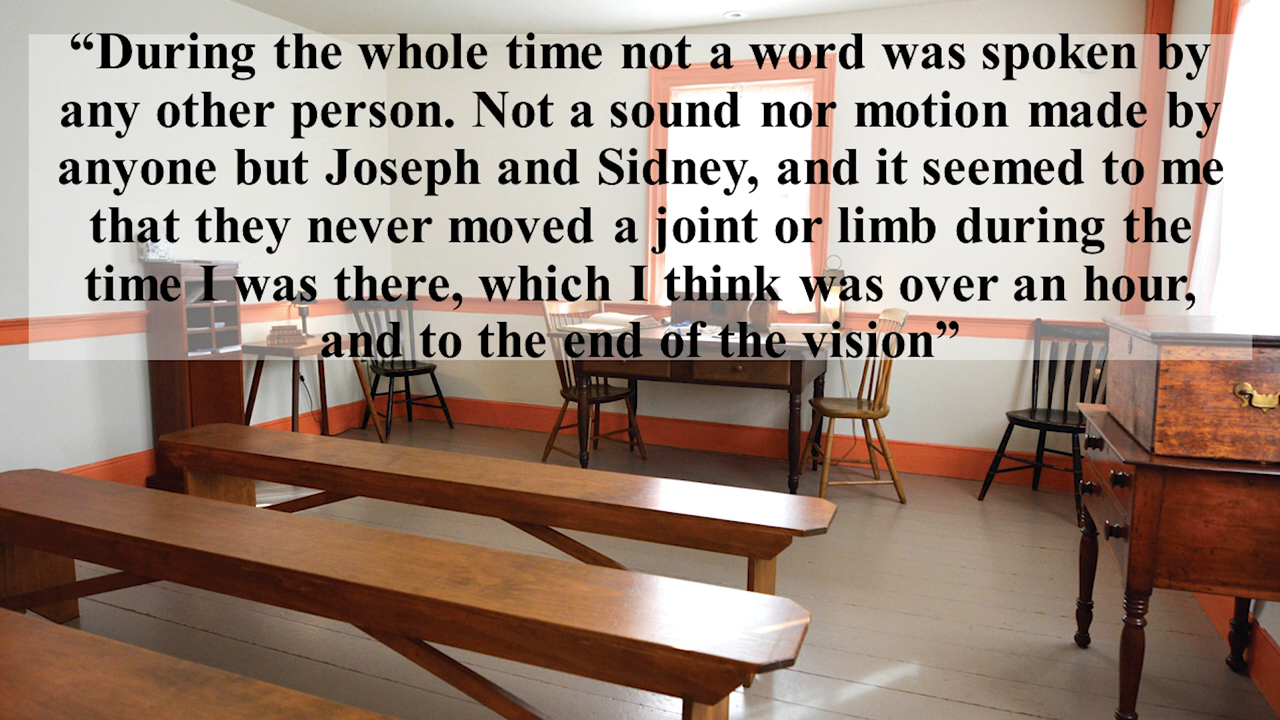 “During the whole time not a word was spoken by
any other person. Not a sound nor motion made by
anyone but Joseph and Sidney, and it seemed to me
that they never moved a joint or limb during the
time I was there, which I think was over an hour,
and to the end of the vision”